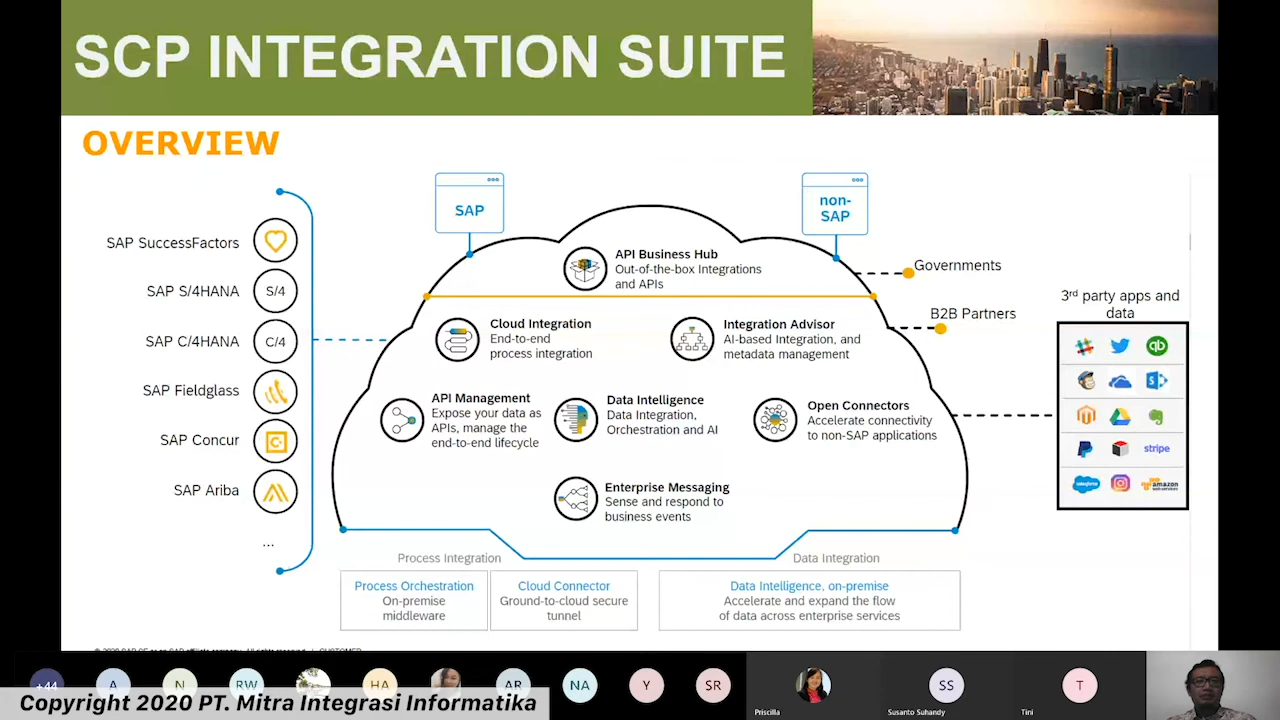 SCP INTEGRATION SUITE
OVERVIEW
SAP
non-
SAP
SAP SuccessFactors
SAP S/4HANA
S/4
SAP C/4HANA
C/4
SAP Fieldglass
SAP Concur
SAP Ariba
...
API Business Hub
Out-of-the-box Integrations
and APIs
Cloud Integration
End-to-end
process integration
Integration Advisor
AI-based Integration, and
metadata management
API Management
Expose your data as
APIs, manage the
end-to-end lifecycle
Data Intelligence
Data Integration,
Orchestration and AI
Open Connectors
Accelerate connectivity
to non-SAP applications
Enterprise Messaging
Sense and respond to
business events
Governments
B2B Partners
3rd party apps and
data
qb
stripe
salesforce
amazon
web services
Process Integration
Data Integration
Process Orchestration
On-premise
middleware
Cloud Connector
Ground-to-cloud secure
tunnel
Data Intelligence, on-premise
Accelerate and expand the flow
of data across enterprise services
+44
A
N
RW
HA
AR
NA
Y
SR
Priscilla
SS
Susanto Suhandy
T
Tini
Copyright 2020 PT. Mitra Integrasi Informatika